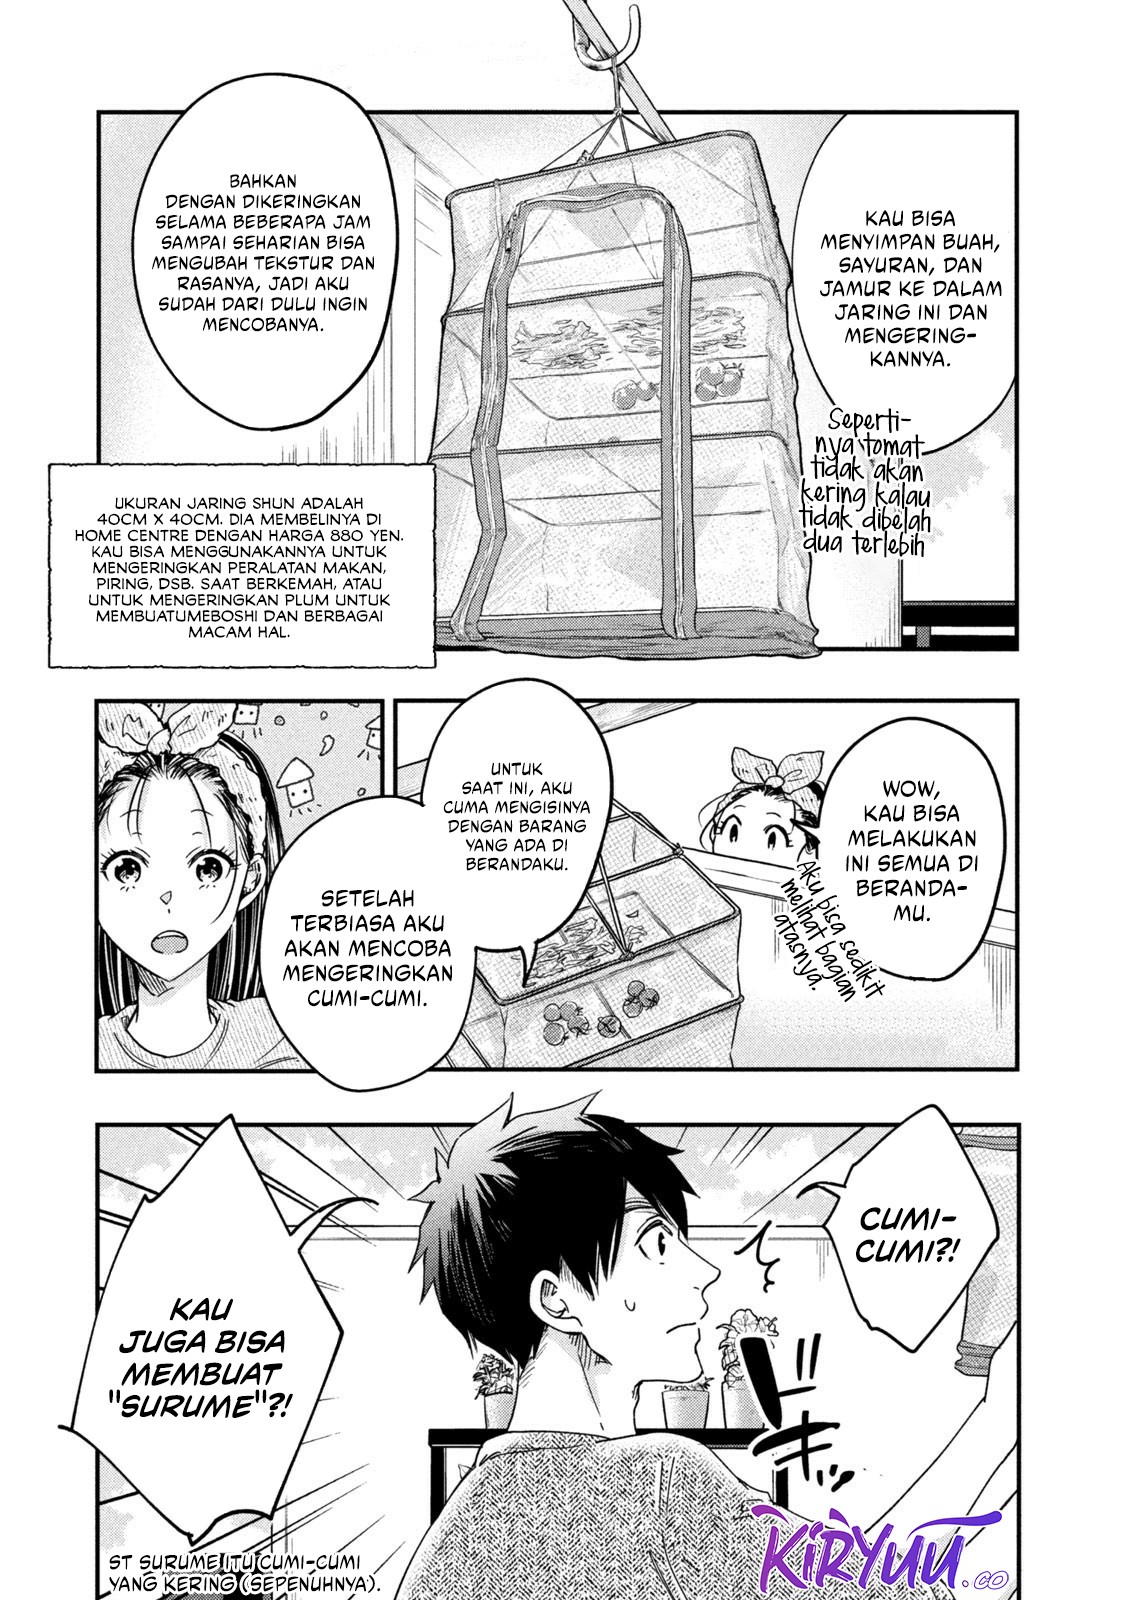 KAU BISA
MENYIMPAN BUAH,
SAYURAN, DAN
JAMUR KE DALAM
JARING INI DAN
MENGERING-
KANNYA.
Seperti-
nya tomat
tidak akan
kering kalau
tidak dibelah
dua terlebih
BAHKAN
DENGAN DIKERINGKAN
SELAMA BEBERAPA JAM
SAMPAI SEHARIAN BISA
MENGUBAH TEKSTUR DAN
RASANYA, JADI AKU
SUDAH DARI DULU INGIN
MENCOBANYA.
UKURAN JARING SHUN ADALAH
40CM X 40CM. DIA MEMBELINYA DI
HOME CENTRE DENGAN HARGA 880 YEN.
KAU BISA MENGGUNAKANNYA UNTUK
MENGERINGKAN PERALATAN MAKAN,
PIRING, DSB. SAAT BERKEMAH, ATAU
UNTUK MENGERINGKAN PLUM UNTUK
MEMBUATUMEBOSHI DAN BERBAGAI
MACAM HAL.
WOW,
KAU BISA
MELAKUKAN
INI SEMUA DI
BERANDA-
MU.
Aku bisa sedikit
melihat bagian
atasnya.
UNTUK
SAAT INI, AKU
CUMA MENGISINYA
DENGAN BARANG
YANG ADA DI
BERANDAKU.
SETELAH
TERBIASA AKU
AKAN MENCOBA
MENGERINGKAN
CUMI-CUMI.
CUMI-
CUMI?!
ドキッ
KAU
JUGA BISA
MEMBUAT
"SURUME"?!
ST SURUME ITU CUMI-CUMI
YANG KERING (SEPENUHNYA).
KIRYUU.CO